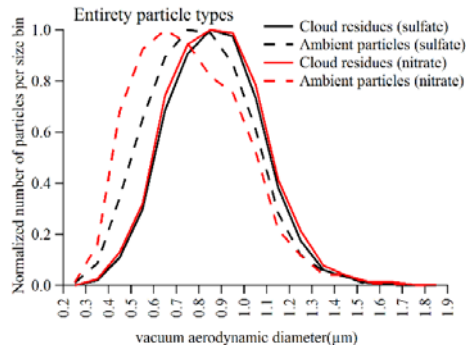 Entirety particle types
Cloud residues (sulfate)
Ambient particles (sulfate)
Cloud residues (nitrate)
Ambient particles (nitrate)
Normalized number of particles per size bin
1.0
0.8
0.6
0.4
0.2
0.0
0.2 0.3 0.4 0.5 0.6 0.7 0.8 0.9 1.0 1.1 1.2 1.3 1.4 1.5 1.6 1.7 1.8 1.9
vacuum aerodynamic diameter(µm)